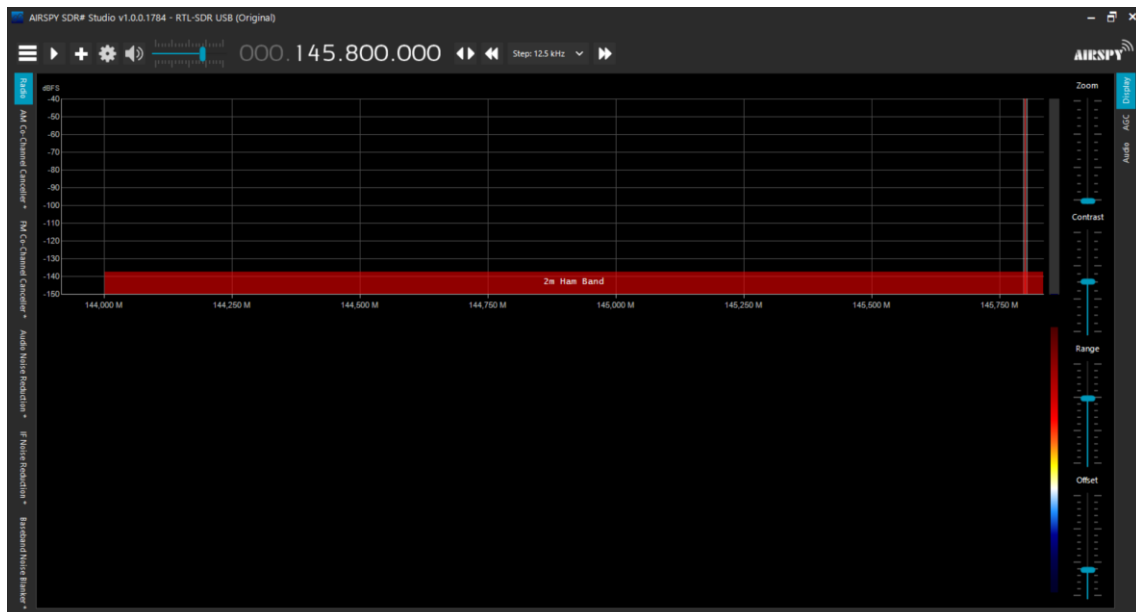 AIRSPY SDR# Studio v1.0.0.1784 - RTL-SDR USB (Original)
000.145.800.000
Step: 12.5 kHz
AIRSPY
Radio
AM Co-Channel Canceller *
FM Co-Channel Canceller *
Audio Noise Reduction *
IF Noise Reduction *
Baseband Noise Blanker *
dBFS
-40
-50
-60
-70
-80
-90
-100
-110
-120
-130
-140
-150
2m Ham Band
144,000 M
144,250 M
144,500 M
144,750 M
145,000 M
145,250 M
145,500 M
145,750 M
Zoom
Contrast
Range
Offset
Display
AGC
Audio